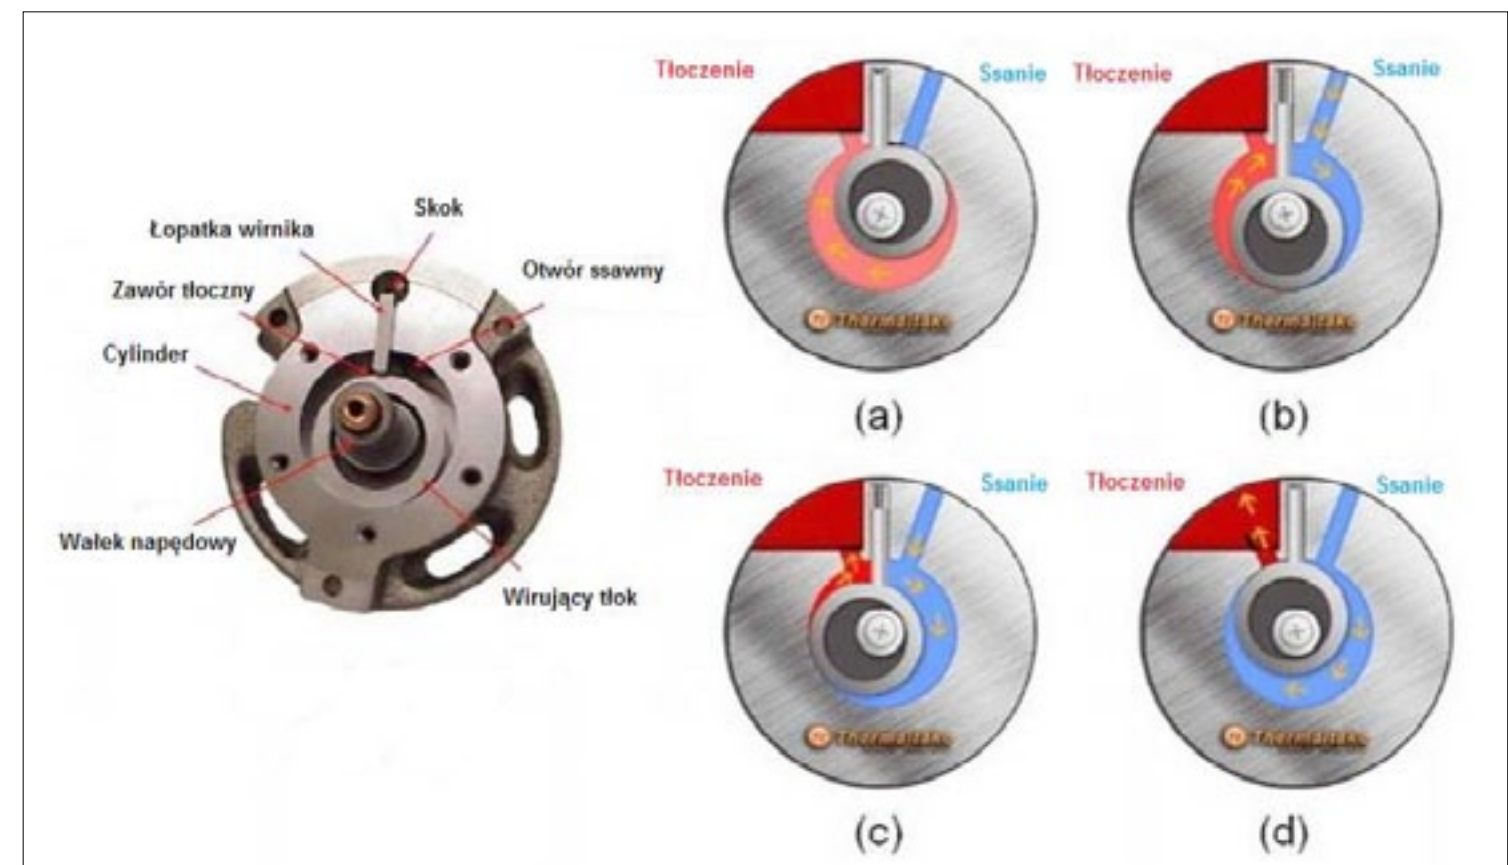 Skok
Łopatka wirnika
Otwór ssawny
Zawór tłoczny
Cylinder
Wałek napędowy
Wirujący tłok
Tłoczenie
Ssanie
(a)
Tłoczenie
Ssanie
(b)
Tłoczenie
Ssanie
(c)
Tłoczenie
Ssanie
(d)